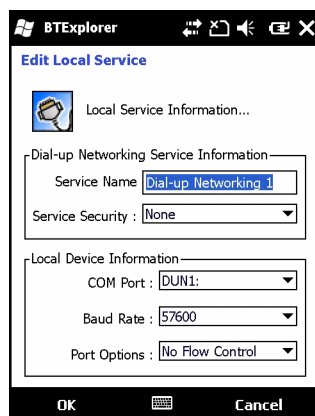 BTExplorer
Edit Local Service
Local Service Information...
Dial-up Networking Service Information
Service Name Dial-up Networking 1
Service Security : None
Local Device Information
COM Port : DUN1:
Baud Rate : 57600
Port Options : No Flow Control
OK Cancel